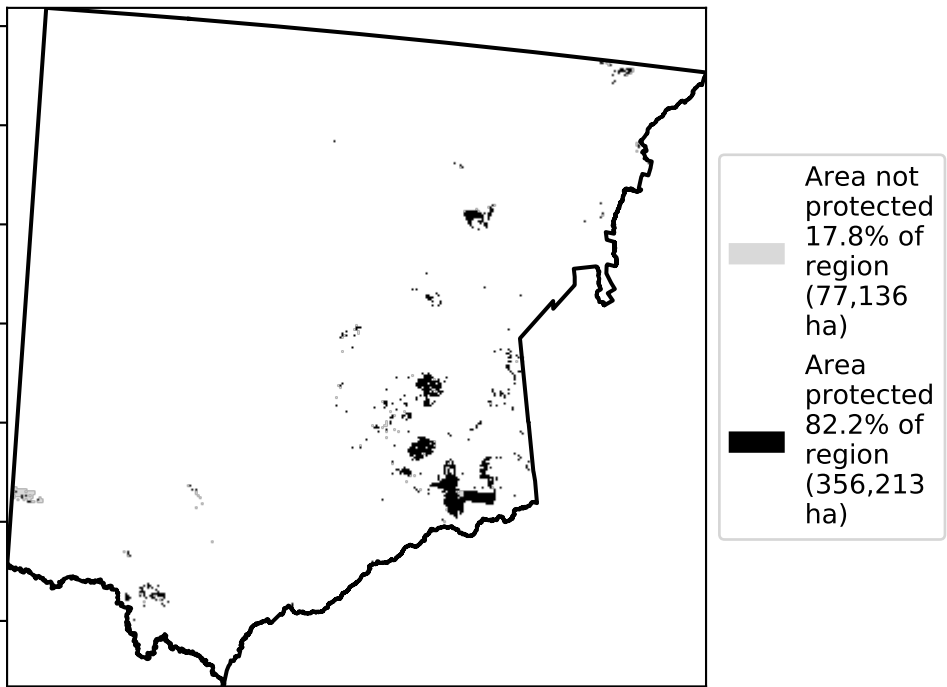 Area not
protected
17.8% of
region
(77,136
ha)
Area
protected
82.2% of
region
(356,213
ha)